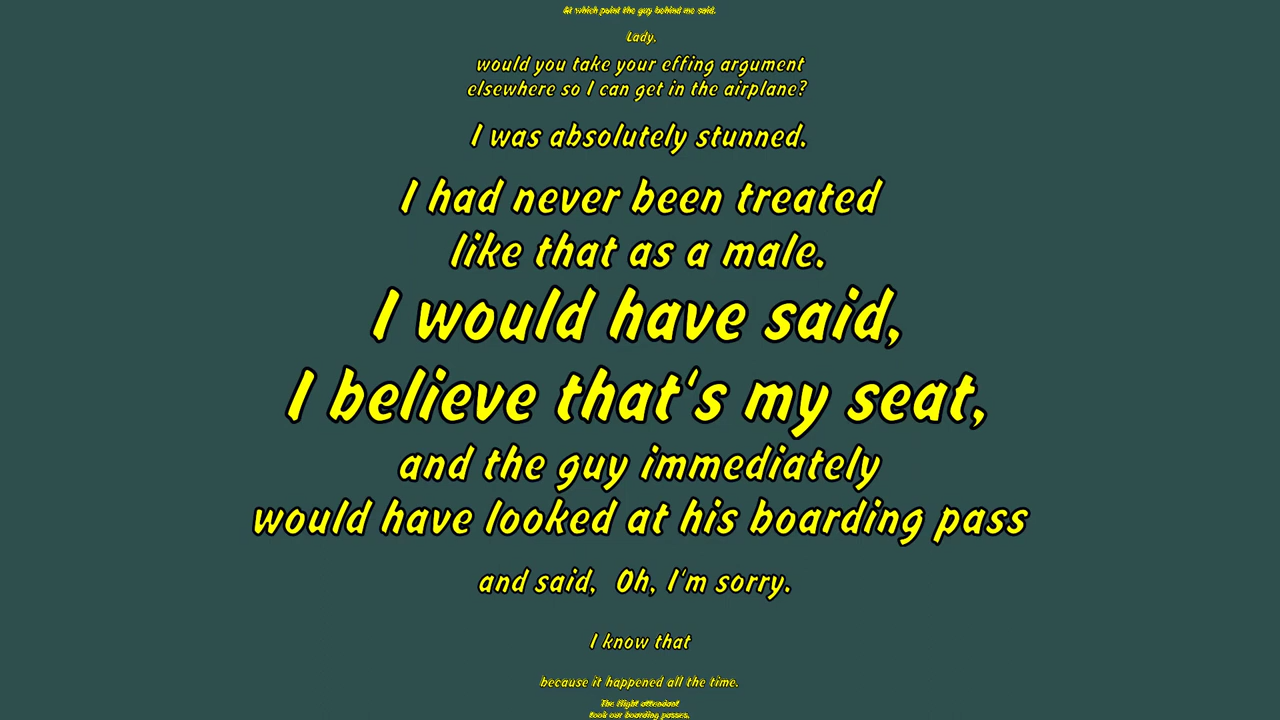 At which point the guy behind me said.
Lady,
would you take your effing argument
elsewhere so I can get in the airplane?
I was absolutely stunned.
I had never been treated
like that as a male.
I would have said,
I believe that's my seat,
and the guy immediately
would have looked at his boarding pass
and said, Oh, I'm sorry.
I know that
because it happened all the time.
The flight attendant
took our boarding passes,